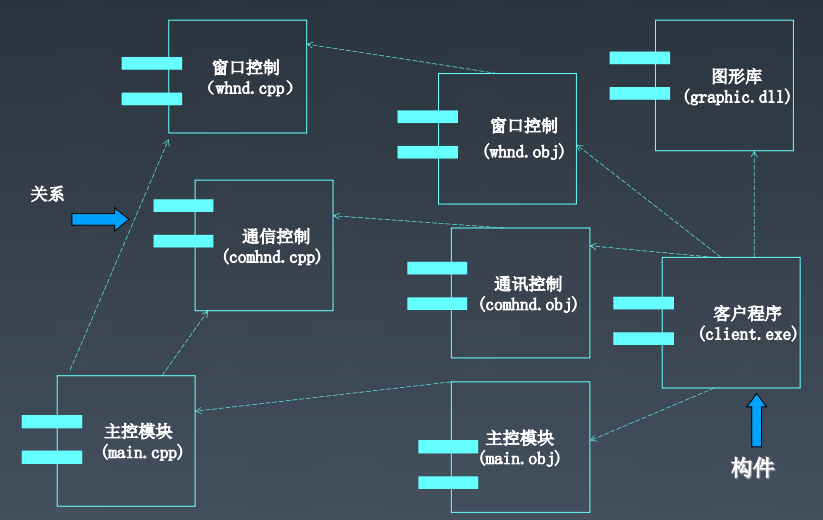 窗口控制
（whnd.cpp）
图形库
(graphic.dll)
窗口控制
(whnd.obj)
关系
通信控制
(comhnd.cpp)
通讯控制
(comhnd.obj)
客户程序
(client.exe)
主控模块
(main.cpp)
主控模块
(main.obj)
构件